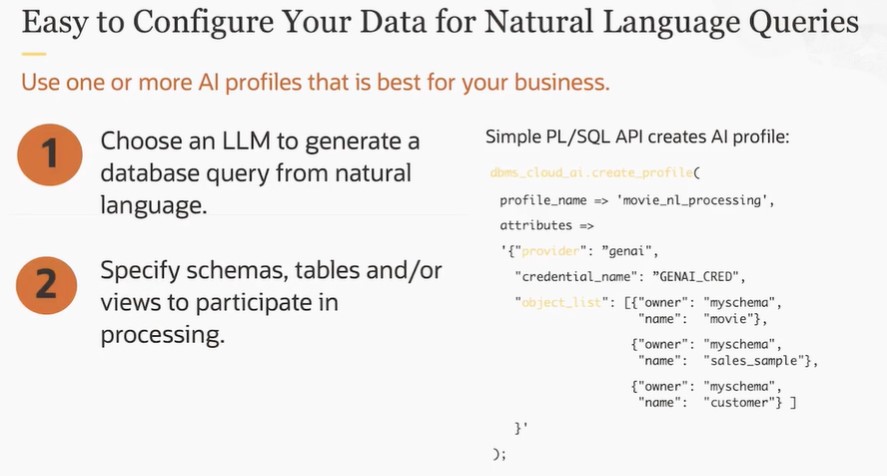 Easy to Configure Your Data for Natural Language Queries
Use one or more AI profiles that is best for your business.
1
Choose an LLM to generate a
database query from natural
language.
2
Specify schemas, tables and/or
views to participate in
processing.
Simple PL/SQL API creates AI profile:
dbms_cloud_ai.create_profile(
profile_name => 'movie_nl_processing',
attributes =>
'{"provider": ”genai",
"credential_name": ”GENAI_CRED",
"object_list": [{"owner": "myschema",
"name": "movie"},
{"owner": "myschema",
"name": "sales_sample"},
{"owner": "myschema",
"name": "customer"} ]
}'
);